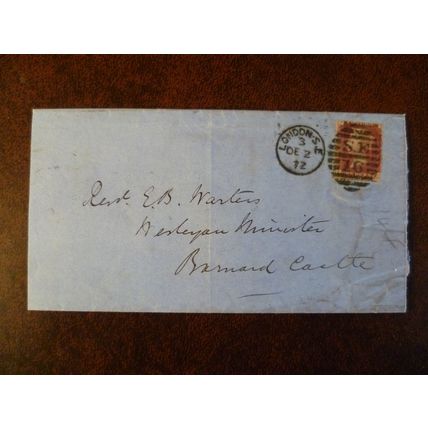 LONDON·S.E
3
DE 2
72
S.E
16
Revd. E.B. Warters
Wesleyan Minister
Barnard Castle